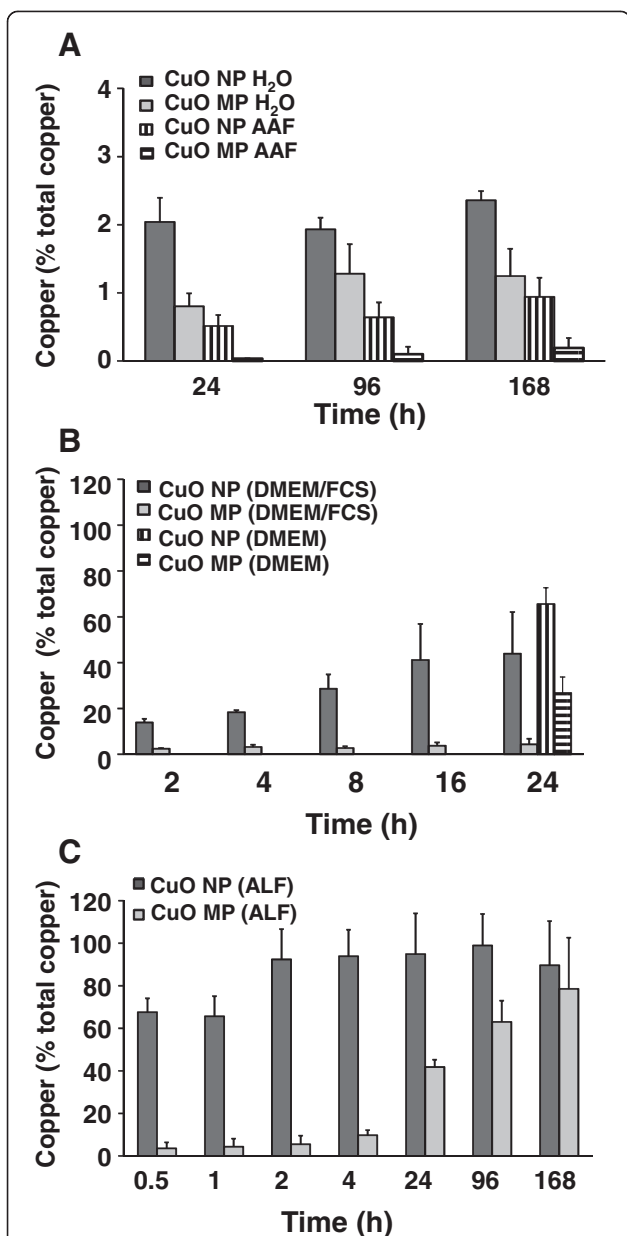 A
CuO NP H₂O
CuO MP H₂O
CuO NP AAF
CuO MP AAF
Copper (% total copper)
4
3
2
1
0
24 96 168
Time (h)
B
CuO NP (DMEM/FCS)
CuO MP (DMEM/FCS)
CuO NP (DMEM)
CuO MP (DMEM)
Copper (% total copper)
120
100
80
60
40
20
0
2 4 8 16 24
Time (h)
C
CuO NP (ALF)
CuO MP (ALF)
Copper (% total copper)
120
100
80
60
40
20
0
0.5 1 2 4 24 96 168
Time (h)